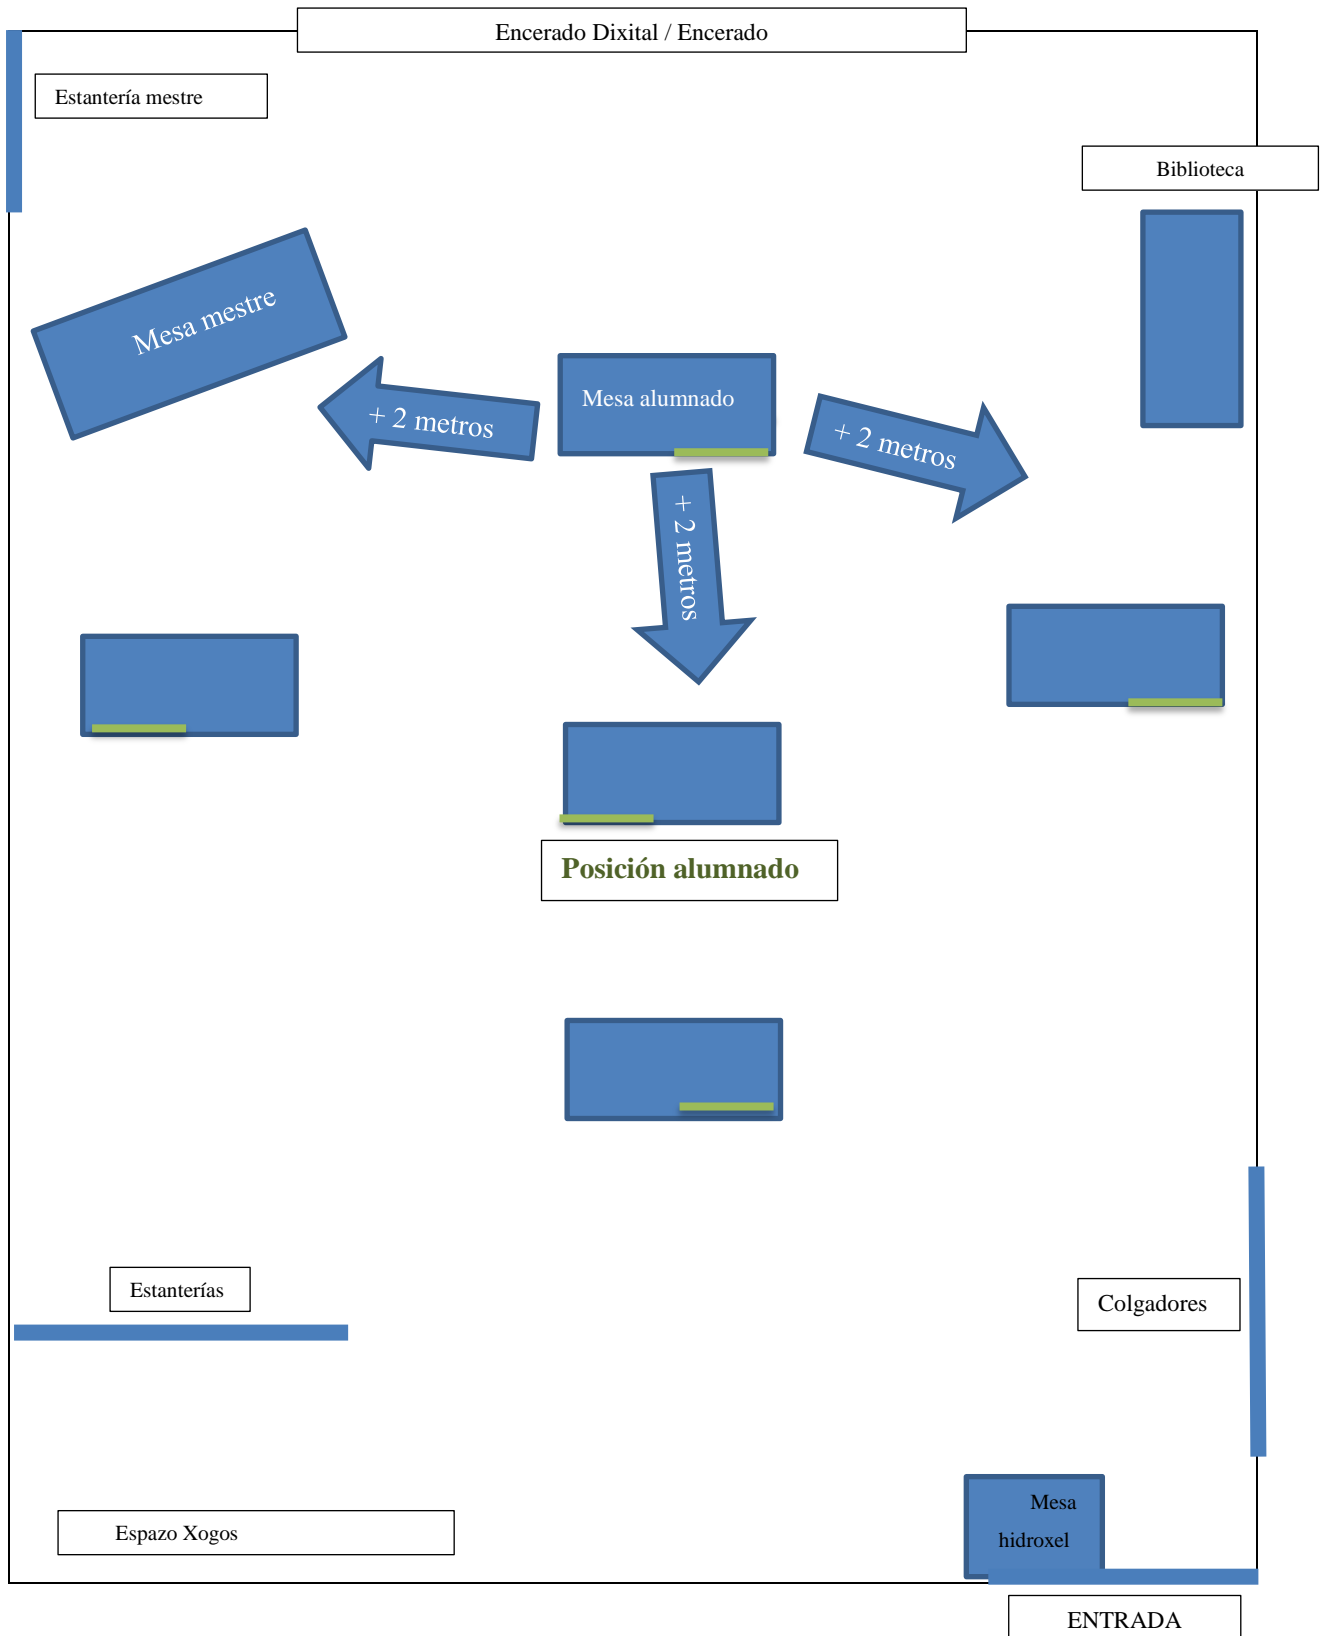 Encerado Dixital / Encerado
Estantería mestre
Biblioteca
Mesa mestre
Mesa alumnado
+ 2 metros
+ 2 metros
+ 2 metros
Posición alumnado
Estanterías
Colgadores
Mesa
hidroxel
Espazo Xogos
ENTRADA